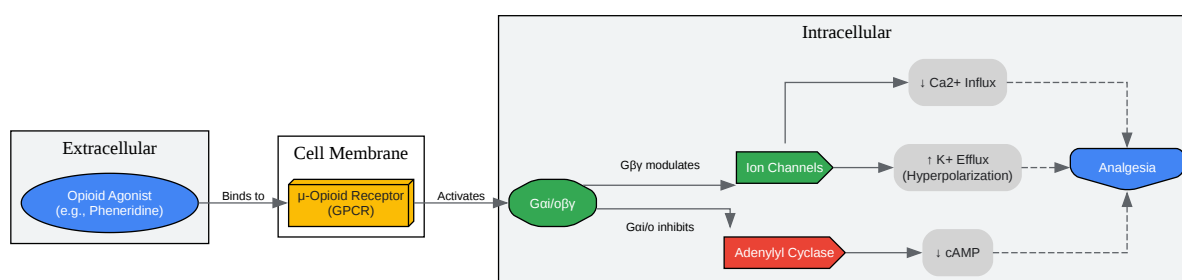 Intracellular
↓ Ca2+ Influx
Extracellular
Opioid Agonist
(e.g., Pheneridine)
Binds to
Cell Membrane
μ-Opioid Receptor
(GPCR)
Activates
Gαi/oβγ
Gβγ modulates
Ion Channels
↑ K+ Efflux
(Hyperpolarization)
Analgesia
Gαi/o inhibits
Adenylyl Cyclase
↓ cAMP